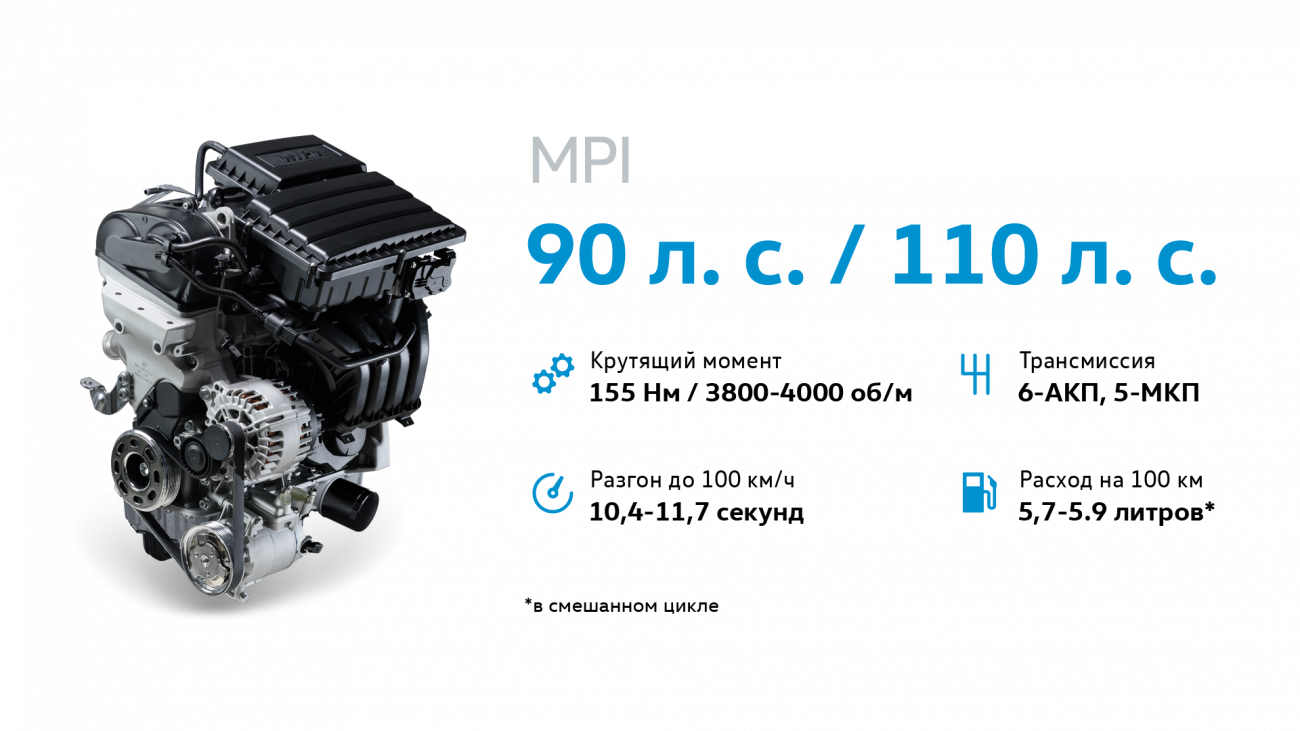 MPI
MPI
90 л. с. / 110 л. с.
Крутящий момент
155 Нм / 3800-4000 об/м
Трансмиссия
6-АКП, 5-МКП
Разгон до 100 км/ч
10,4-11,7 секунд
Расход на 100 км
5,7-5.9 литров*
*в смешанном цикле